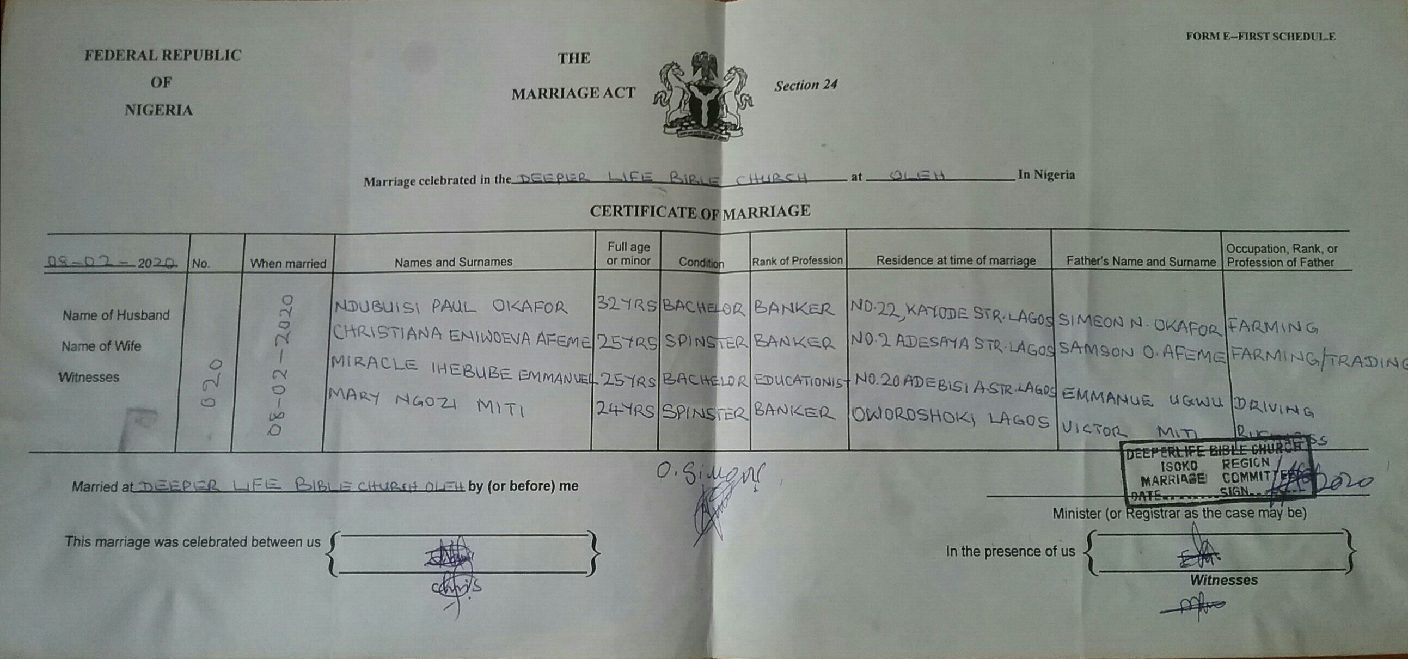 FORM E–FIRST SCHEDULE
FEDERAL REPUBLIC
OF
NIGERIA
THE
MARRIAGE ACT
Section 24
Marriage celebrated in the DEEPER LIFE BIBLE CHURCH at OLEH In Nigeria
CERTIFICATE OF MARRIAGE
08-02-2020 No. When married Names and Surnames Full age or minor Condition Rank of Profession Residence at time of marriage Father's Name and Surname Occupation, Rank, or Profession of Father
020
08-02-2020
Name of Husband NDUBUISI PAUL OKAFOR 32YRS BACHELOR BANKER NO.22, KAYODE STR. LAGOS SIMEON N. OKAFOR FARMING
Name of Wife CHRISTIANA ENIWOEVA AFEME 25YRS SPINSTER BANKER NO.2 ADESAYA STR. LAGOS SAMSON O. AFEME FARMING/TRADING
Witnesses MIRACLE IHEBUBE EMMANUEL 25YRS BACHELOR EDUCATIONIST NO.20 ADEBISI A STR. LAGOS EMMANUE UGWU DRIVING
MARY NGOZI MITI 24YRS SPINSTER BANKER OWOROSHOKI LAGOS VICTOR MITI
DEEPERLIFE BIBLE CHURCH
ISOKO REGION
MARRIAGE COMMITTEE
DATE SIGN
Married at DEEPER LIFE BIBLE CHURCH OLEH by (or before) me
Minister (or Registrar as the case may be)
This marriage was celebrated between us
In the presence of us
Witnesses